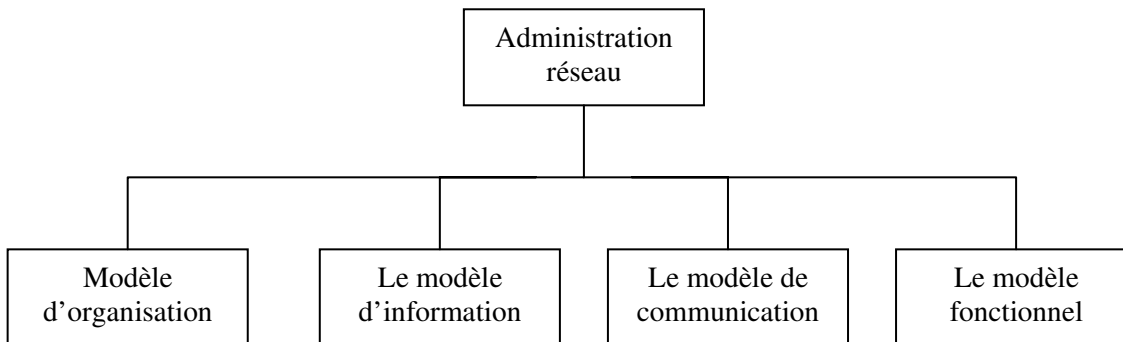 Administration
réseau
Modèle
d’organisation
Le modèle
d’information
Le modèle de
communication
Le modèle
fonctionnel